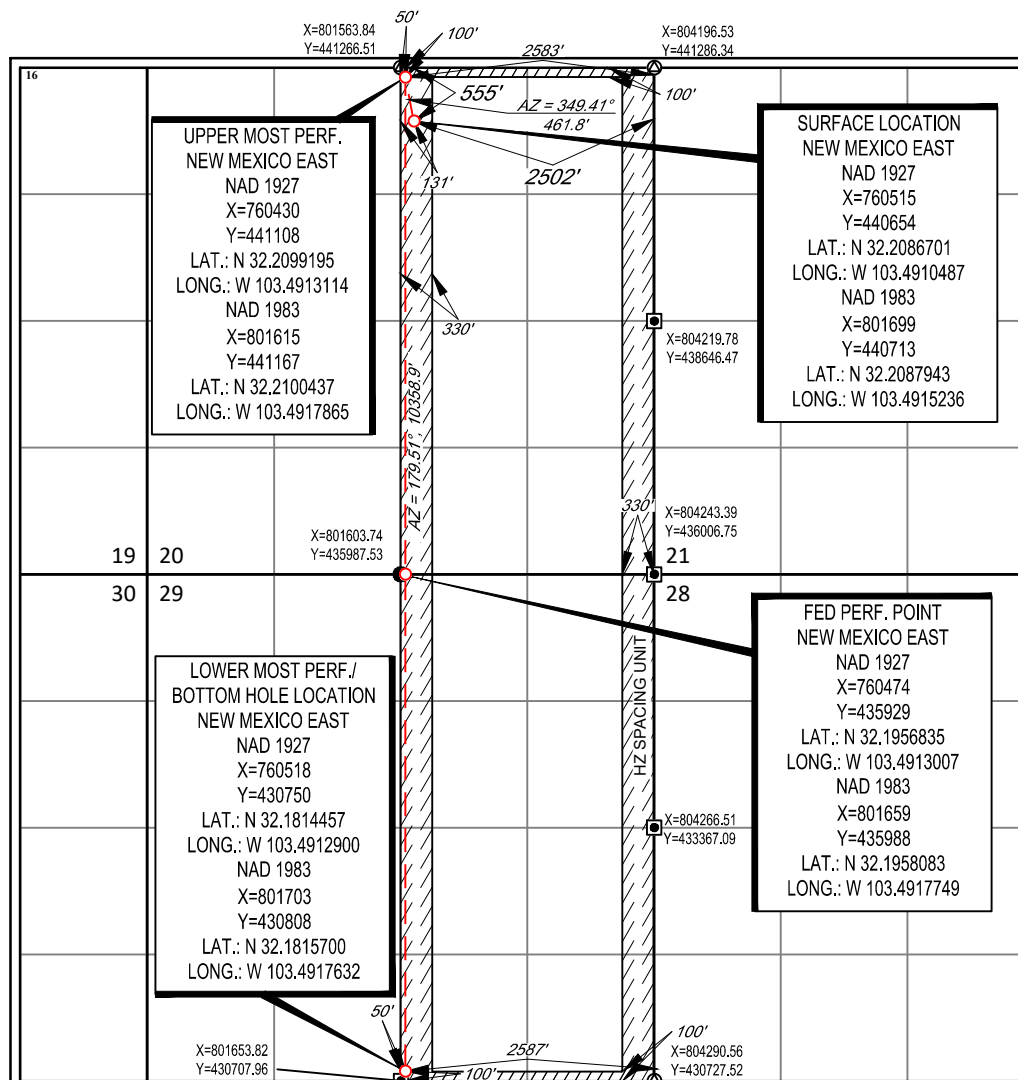 X=801563.84
Y=441266.51
50'
100'
2583'
X=804196.53
Y=441286.34
16
555'
AZ = 349.41°
461.8'
100'
131'
2502'
UPPER MOST PERF.
NEW MEXICO EAST
NAD 1927
X=760430
Y=441108
LAT.: N 32.2099195
LONG.: W 103.4913114
NAD 1983
X=801615
Y=441167
LAT.: N 32.2100437
LONG.: W 103.4917865
SURFACE LOCATION
NEW MEXICO EAST
NAD 1927
X=760515
Y=440654
LAT.: N 32.2086701
LONG.: W 103.4910487
NAD 1983
X=801699
Y=440713
LAT.: N 32.2087943
LONG.: W 103.4915236
330'
X=804219.78
Y=438646.47
AZ = 179.51° 10358.9'
X=801603.74
Y=435987.53
330'
X=804243.39
Y=436006.75
19 20
21
30 29
28
FED PERF. POINT
NEW MEXICO EAST
NAD 1927
X=760474
Y=435929
LAT.: N 32.1956835
LONG.: W 103.4913007
NAD 1983
X=801659
Y=435988
LAT.: N 32.1958083
LONG.: W 103.4917749
LOWER MOST PERF./
BOTTOM HOLE LOCATION
NEW MEXICO EAST
NAD 1927
X=760518
Y=430750
LAT.: N 32.1814457
LONG.: W 103.4912900
NAD 1983
X=801703
Y=430808
LAT.: N 32.1815700
LONG.: W 103.4917632
HZ SPACING UNIT
X=804266.51
Y=433367.09
50'
X=801653.82
Y=430707.96
2587'
100'
100'
X=804290.56
Y=430727.52